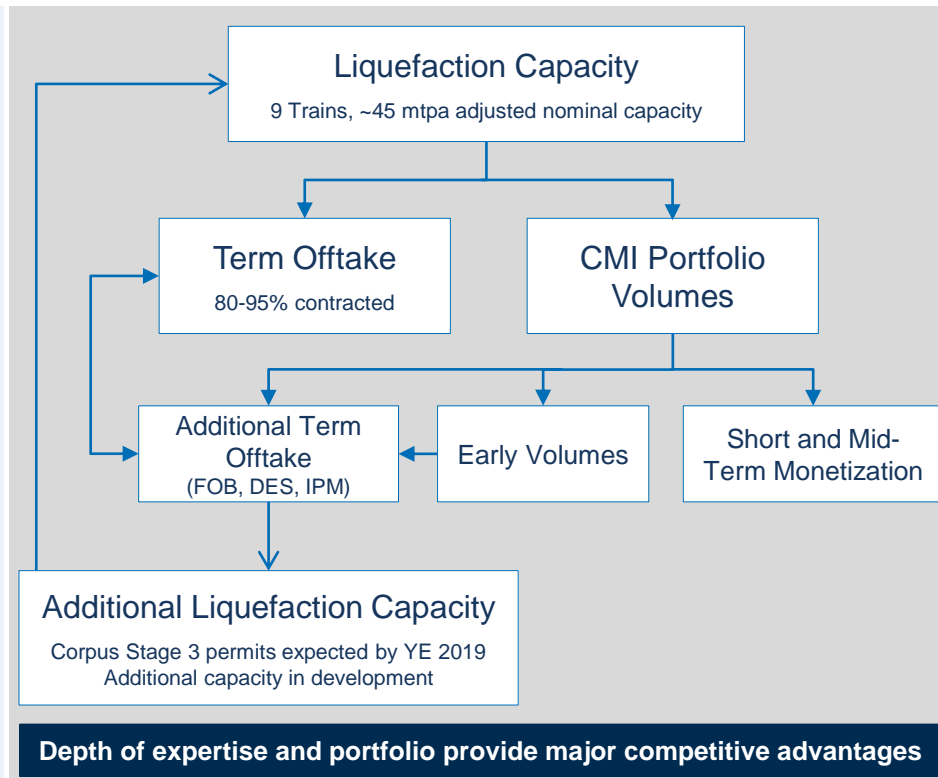 Liquefaction Capacity
9 Trains, ~45 mtpa adjusted nominal capacity
Term Offtake
80-95% contracted
CMI Portfolio
Volumes
Additional Term
Offtake
(FOB, DES, IPM)
Early Volumes
Short and Mid-
Term Monetization
Additional Liquefaction Capacity
Corpus Stage 3 permits expected by YE 2019
Additional capacity in development
Depth of expertise and portfolio provide major competitive advantages